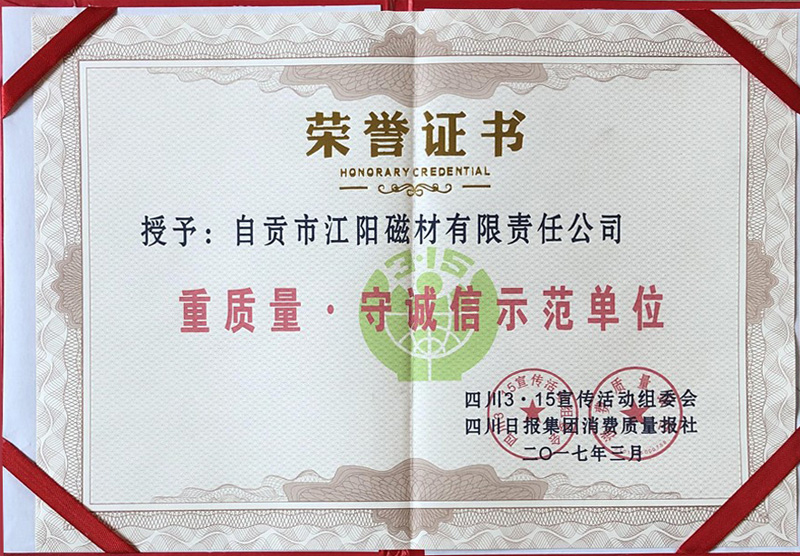 荣誉证书
HONORARY CREDENTIAL
授予：自贡市江阳磁材有限责任公司
3·15
重质量·守诚信示范单位
四川3·15宣传活动组委会
四川日报集团消费质量报社
二〇一七年三月